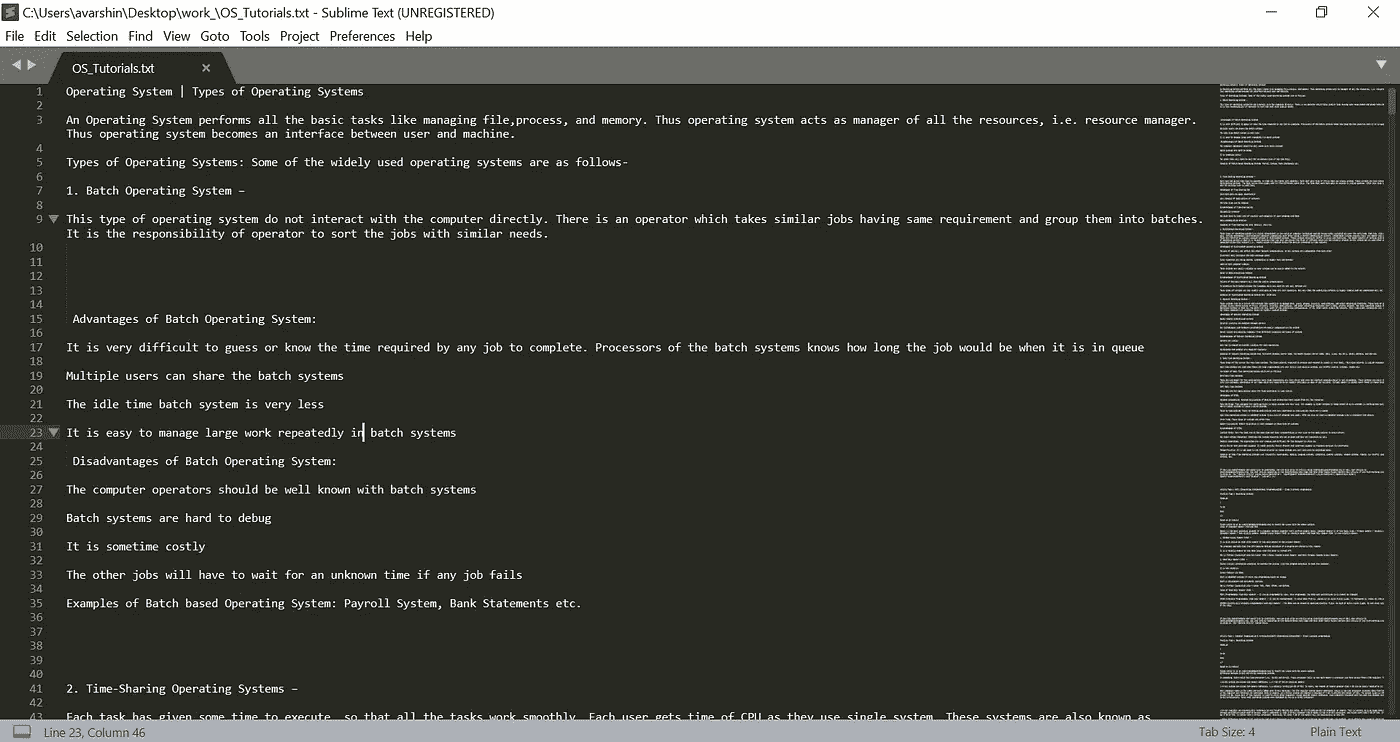 C:\Users\avarshin\Desktop\work_\OS_Tutorials.txt - Sublime Text (UNREGISTERED)
File Edit Selection Find View Goto Tools Project Preferences Help
OS_Tutorials.txt
1 Operating System | Types of Operating Systems
2
3 An Operating System performs all the basic tasks like managing file,process, and memory. Thus operating system acts as manager of all the resources, i.e. resource manager.
Thus operating system becomes an interface between user and machine.
4
5 Types of Operating Systems: Some of the widely used operating systems are as follows-
6
7 1. Batch Operating System –
8
9 This type of operating system do not interact with the computer directly. There is an operator which takes similar jobs having same requirement and group them into batches.
It is the responsibility of operator to sort the jobs with similar needs.
10
11
12
13
14
15 Advantages of Batch Operating System:
16
17 It is very difficult to guess or know the time required by any job to complete. Processors of the batch systems knows how long the job would be when it is in queue
18
19 Multiple users can share the batch systems
20
21 The idle time batch system is very less
22
23 It is easy to manage large work repeatedly in batch systems
24
25 Disadvantages of Batch Operating System:
26
27 The computer operators should be well known with batch systems
28
29 Batch systems are hard to debug
30
31 It is sometime costly
32
33 The other jobs will have to wait for an unknown time if any job fails
34
35 Examples of Batch based Operating System: Payroll System, Bank Statements etc.
36
37
38
39
40
41 2. Time-Sharing Operating Systems –
42
43 Each task has given some time to execute, so that all the tasks work smoothly. Each user gets time of CPU as they use single system. These systems are also known as
Line 23, Column 46 Tab Size: 4 Plain Text